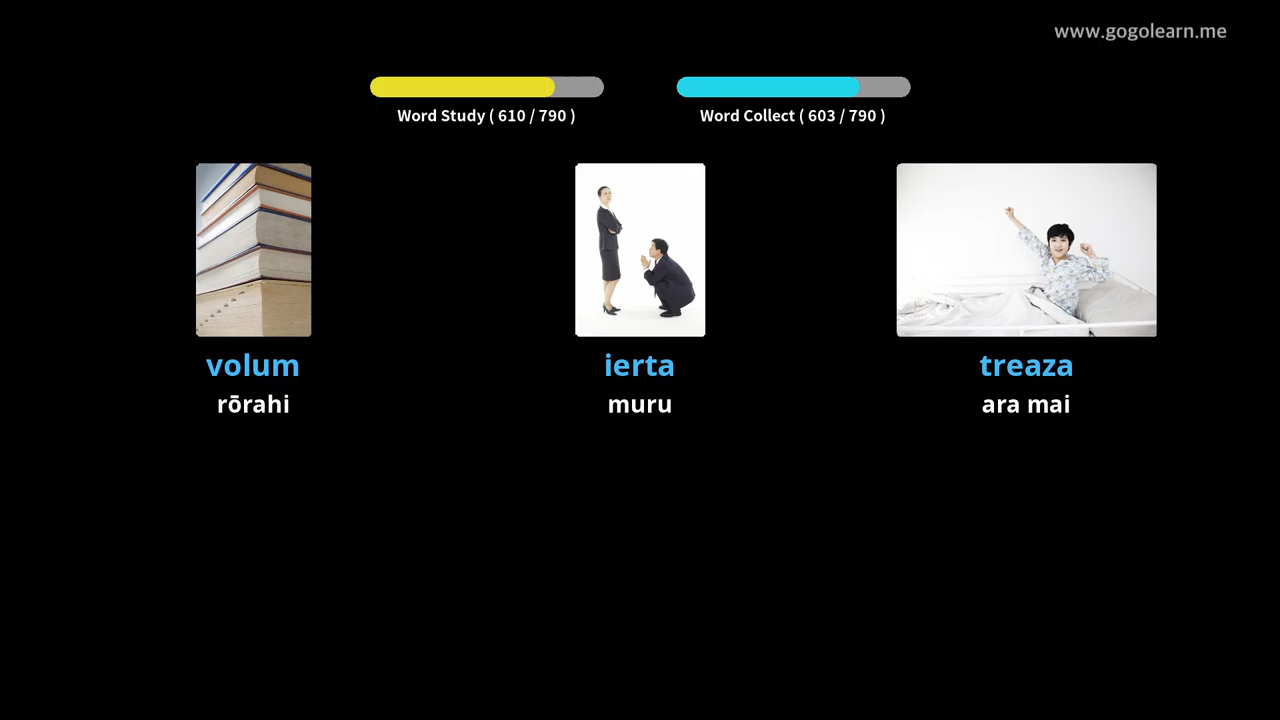 www.gogolearn.me
Word Study ( 610 / 790 )
Word Collect ( 603 / 790 )
volum
rōrahi
ierta
muru
treaza
ara mai